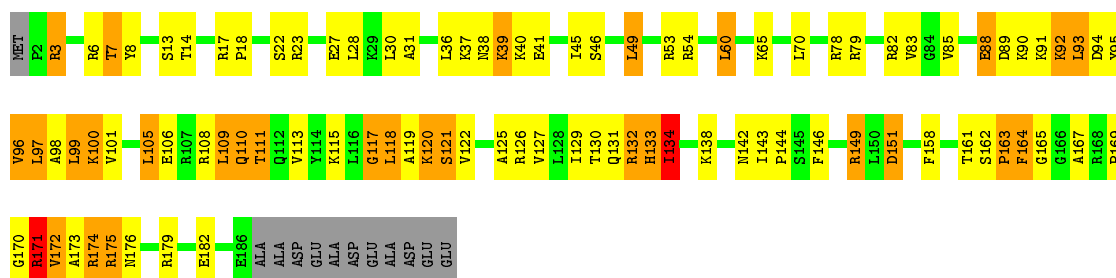 MET P2 R3 R6 T7 Y8 S13 T14 R17 P18 S22 R23 E27 L28 K29 L30 A31 L36 K37 N38 K39 K40 E41 I45 S46 L49 R53 R54 L60 K65 L70 R78 R79 R82 V83 G84 V85 E88 D89 K90 K91 K92 L93 D94 Y95
V96 L97 A98 L99 K100 V101 L105 E106 R107 R108 L109 Q110 T111 Q112 V113 Y114 K115 L116 G117 L118 A119 K120 S121 V122 A125 R126 V127 L128 I129 T130 Q131 R132 H133 I134 K138 N142 I143 P144 S145 F146 R149 L150 D151 F158 T161 S162 P163 F164 G165 G166 A167 R168 P169
G170 R171 V172 A173 R174 R175 N176 R179 E182 E186 ALA ALA ASP GLU ALA ASP GLU ALA ALA ASP GLU GLU